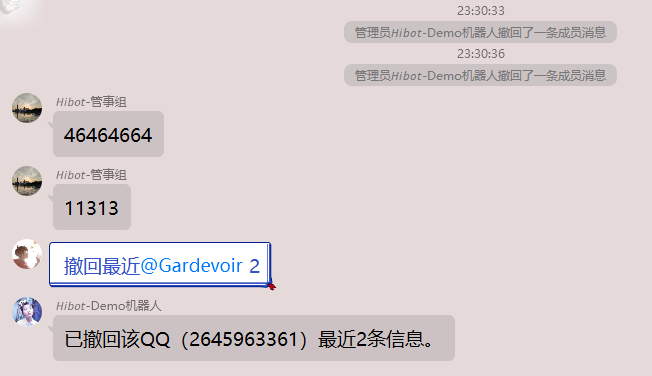 23:30:33
管理员Hibot-Demo机器人撤回了一条成员消息
23:30:36
管理员Hibot-Demo机器人撤回了一条成员消息
Hibot-管事组
46464664
Hibot-管事组
11313
撤回最近@Gardevoir 2
Hibot-Demo机器人
已撤回该QQ（2645963361）最近2条信息。